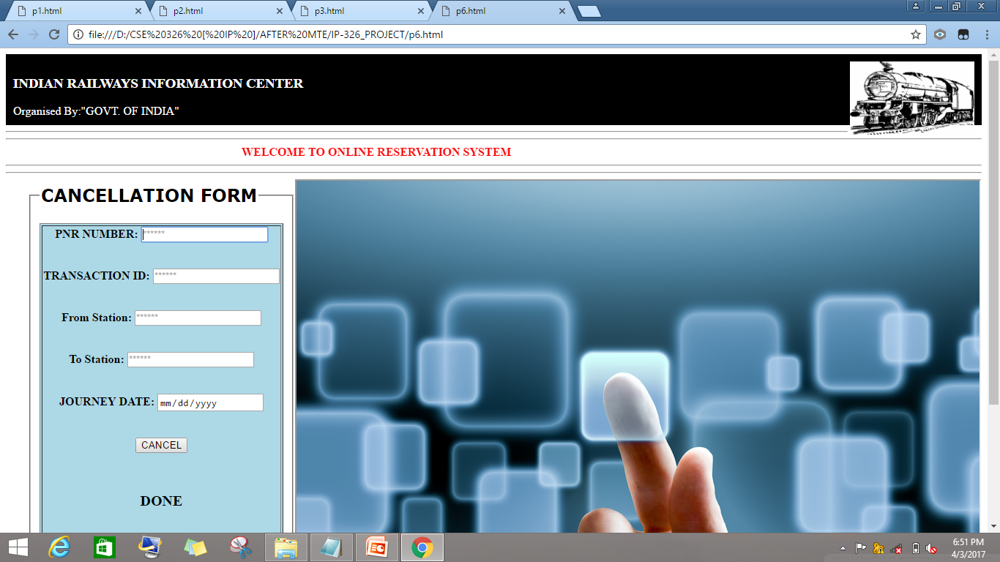 p1.html
p2.html
p3.html
p6.html
file:///D:/CSE%20326%20[%20IP%20]/AFTER%20MTE/IP-326_PROJECT/p6.html
INDIAN RAILWAYS INFORMATION CENTER
Organised By:"GOVT. OF INDIA"
WELCOME TO ONLINE RESERVATION SYSTEM
CANCELLATION FORM
PNR NUMBER: ******
TRANSACTION ID: ******
From Station: ******
To Station: ******
JOURNEY DATE: mm/dd/yyyy
CANCEL
DONE
6:51 PM
4/3/2017